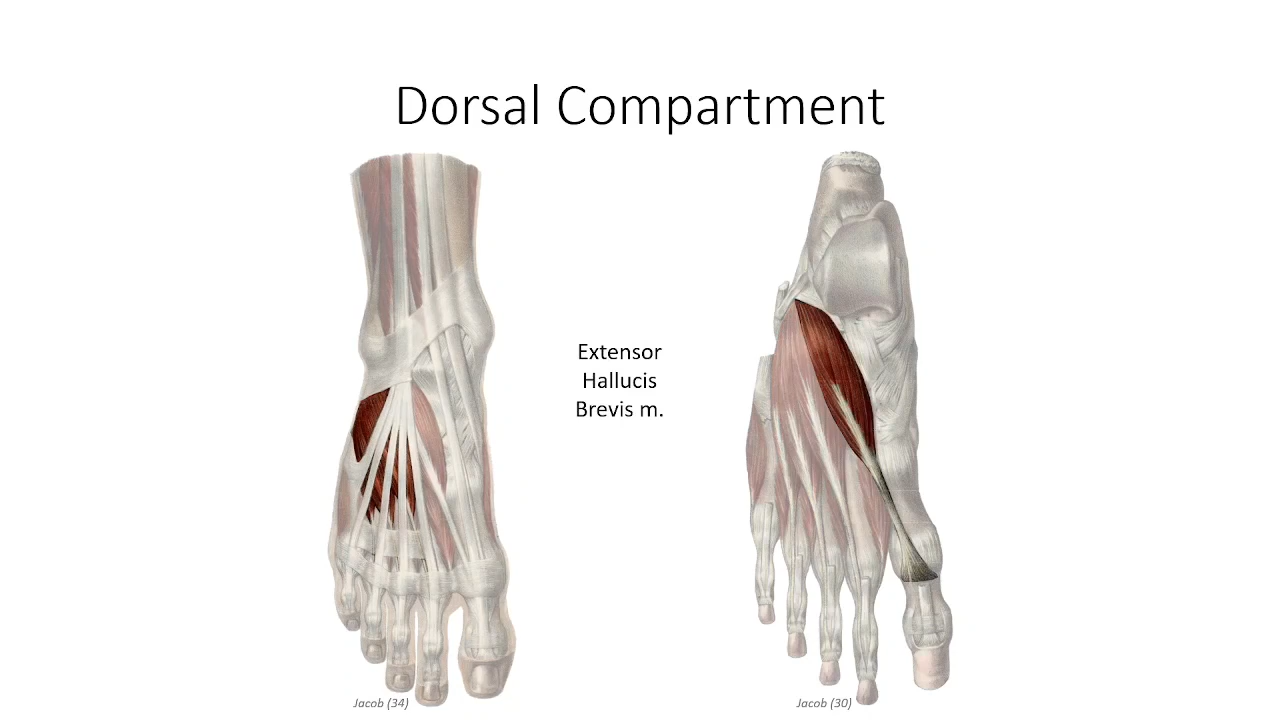 Dorsal Compartment
Extensor
Hallucis
Brevis m.
Jacob (34)
Jacob (30)